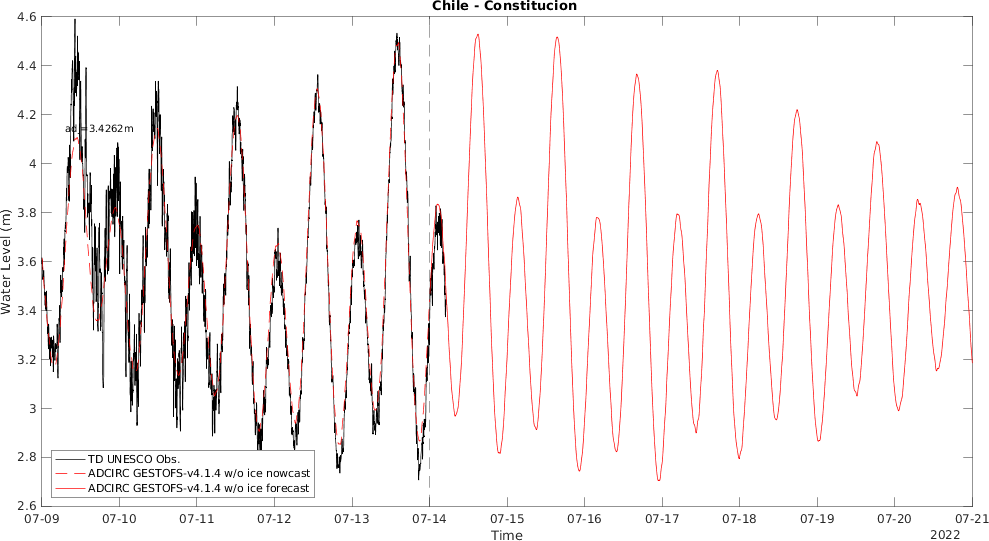 Chile - Constitucion
4.6
4.4
4.2
4
3.8
3.6
3.4
3.2
3
2.8
2.6
Water Level (m)
ad =3.4262m
TD UNESCO Obs.
ADCIRC GESTOFS-v4.1.4 w/o ice nowcast
ADCIRC GESTOFS-v4.1.4 w/o ice forecast
07-09 07-10 07-11 07-12 07-13 07-14 07-15 07-16 07-17 07-18 07-19 07-20 07-21
Time
2022